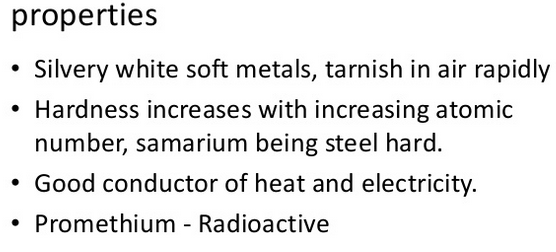 properties
• Silvery white soft metals, tarnish in air rapidly
• Hardness increases with increasing atomic
number, samarium being steel hard.
• Good conductor of heat and electricity.
• Promethium - Radioactive